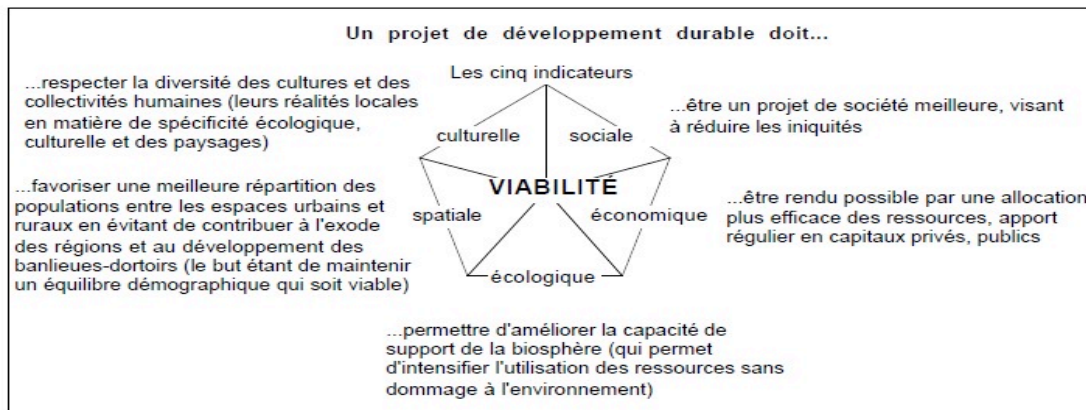 Un projet de développement durable doit...
Les cinq indicateurs
...respecter la diversité des cultures et des
collectivités humaines (leurs réalités locales
en matière de spécificité écologique,
culturelle et des paysages)
culturelle
sociale
...être un projet de société meilleure, visant
à réduire les iniquités
VIABILITÉ
...favoriser une meilleure répartition des
populations entre les espaces urbains et
ruraux en évitant de contribuer à l'exode
des régions et au développement des
banlieues-dortoirs (le but étant de maintenir
un équilibre démographique qui soit viable)
spatiale
économique
...être rendu possible par une allocation
plus efficace des ressources, apport
régulier en capitaux privés, publics
écologique
...permettre d'améliorer la capacité de
support de la biosphère (qui permet
d'intensifier l'utilisation des ressources sans
dommage à l'environnement)